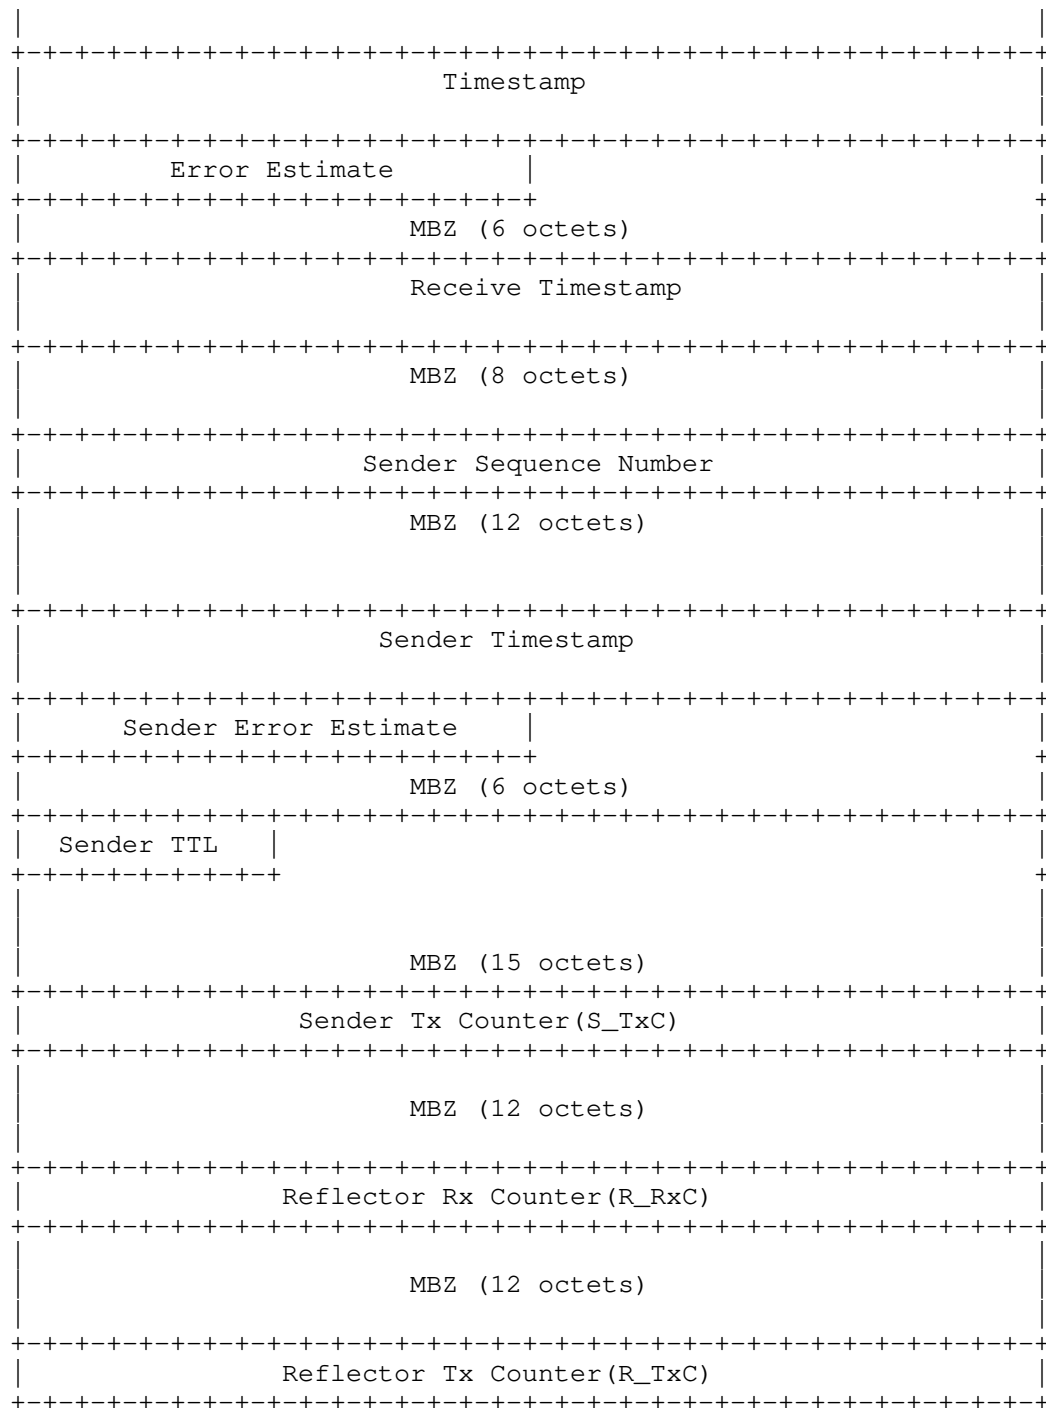 Timestamp
Error Estimate
MBZ (6 octets)
Receive Timestamp
MBZ (8 octets)
Sender Sequence Number
MBZ (12 octets)
Sender Timestamp
Sender Error Estimate
MBZ (6 octets)
Sender TTL
MBZ (15 octets)
Sender Tx Counter(S_TxC)
MBZ (12 octets)
Reflector Rx Counter(R_RxC)
MBZ (12 octets)
Reflector Tx Counter(R_TxC)